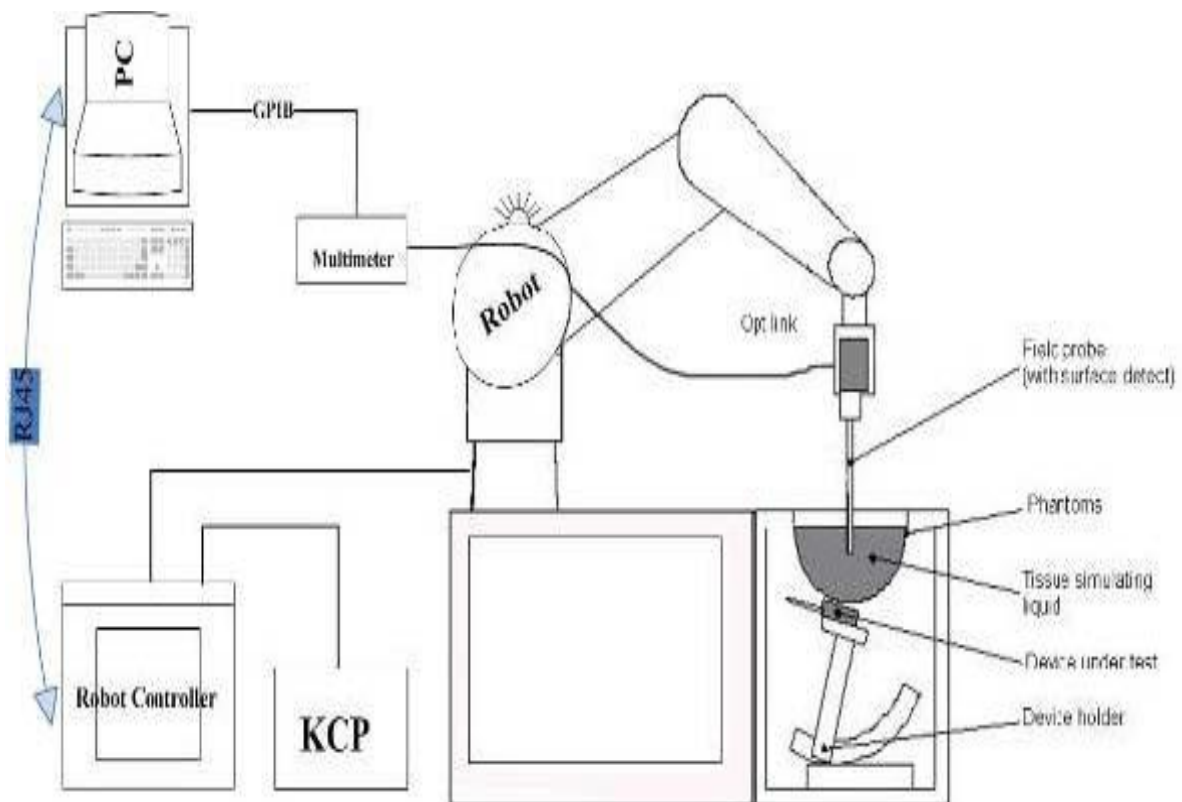 PC
GPIB
Multimeter
Robot
Opt link
Field probe
(with surface detect)
Phantoms
Tissue simulating
liquid
Device under test
Device holder
RJ45
Robot Controller
KCP